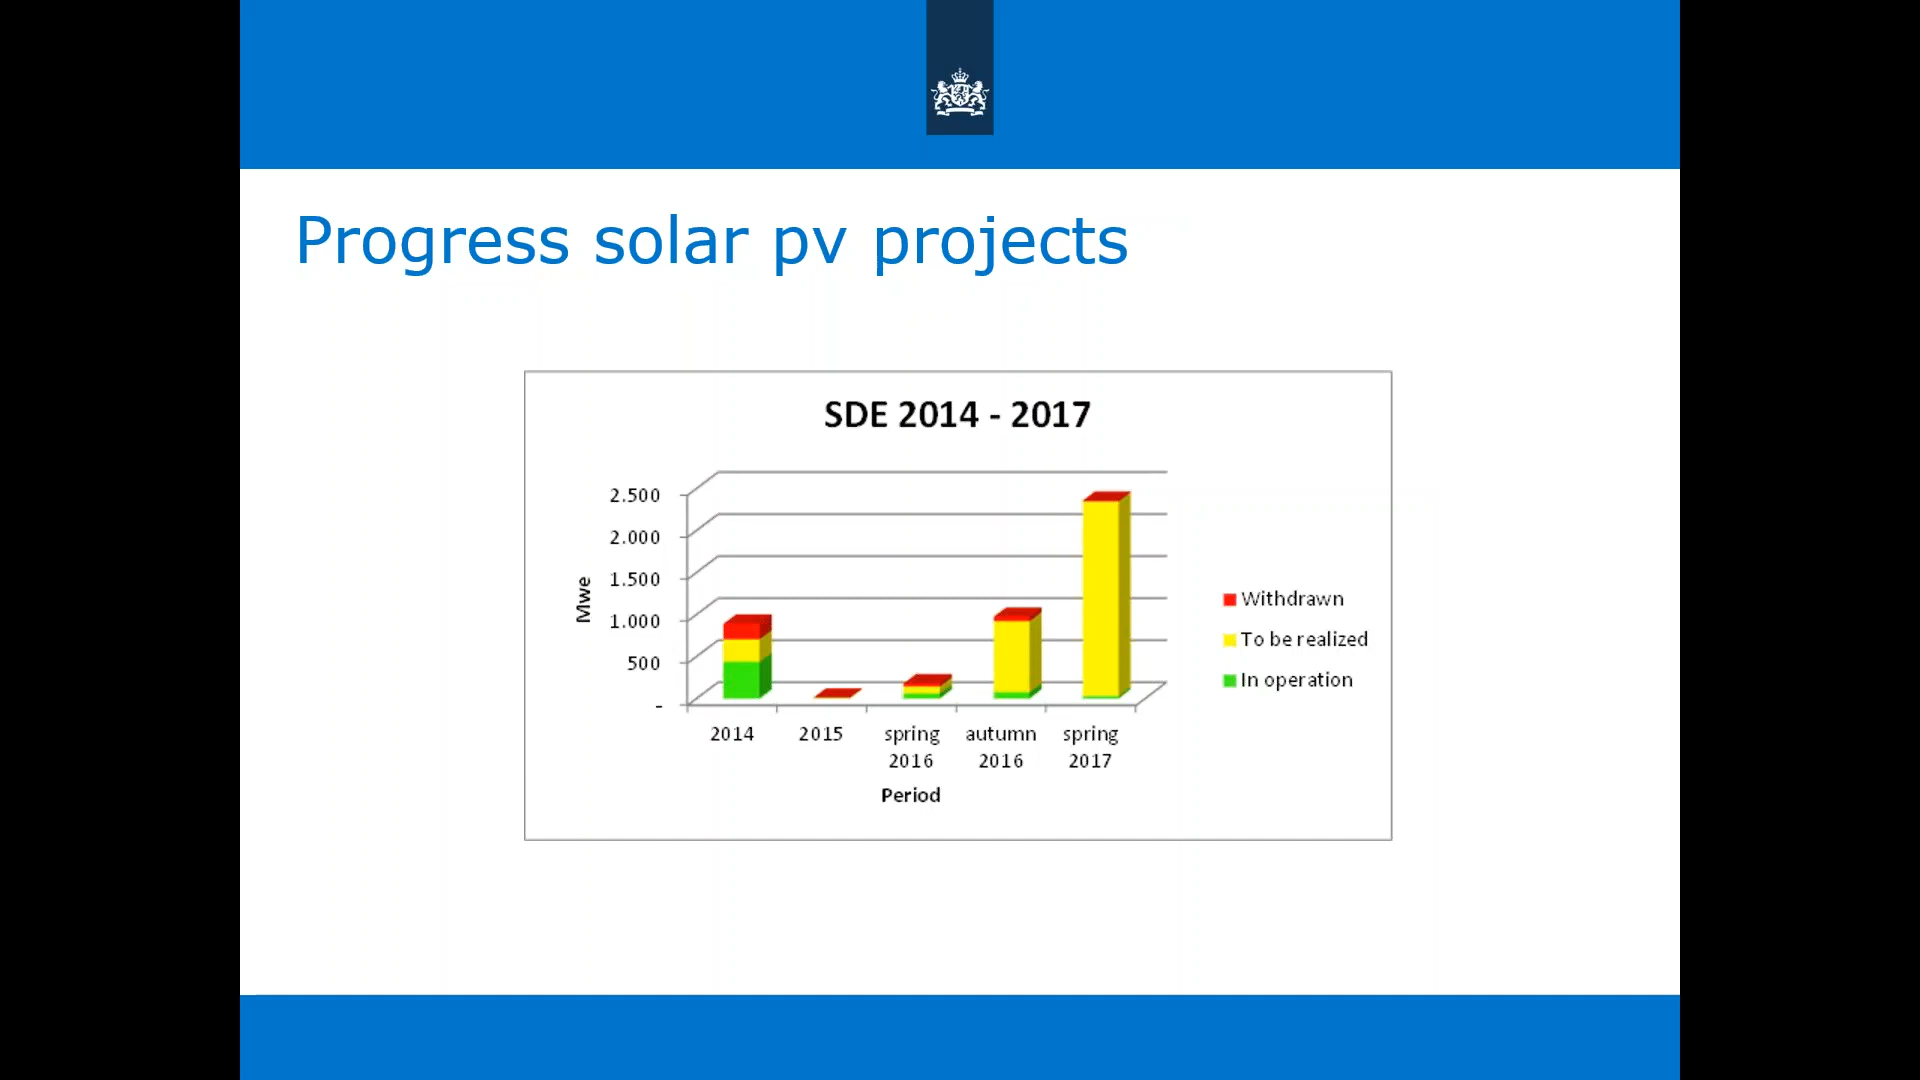 Progress solar pv projects
SDE 2014 - 2017
2.500
2.000
1.500
1.000
500
-
Mwe
2014 2015 spring 2016 autumn 2016 spring 2017
Period
Withdrawn
To be realized
In operation